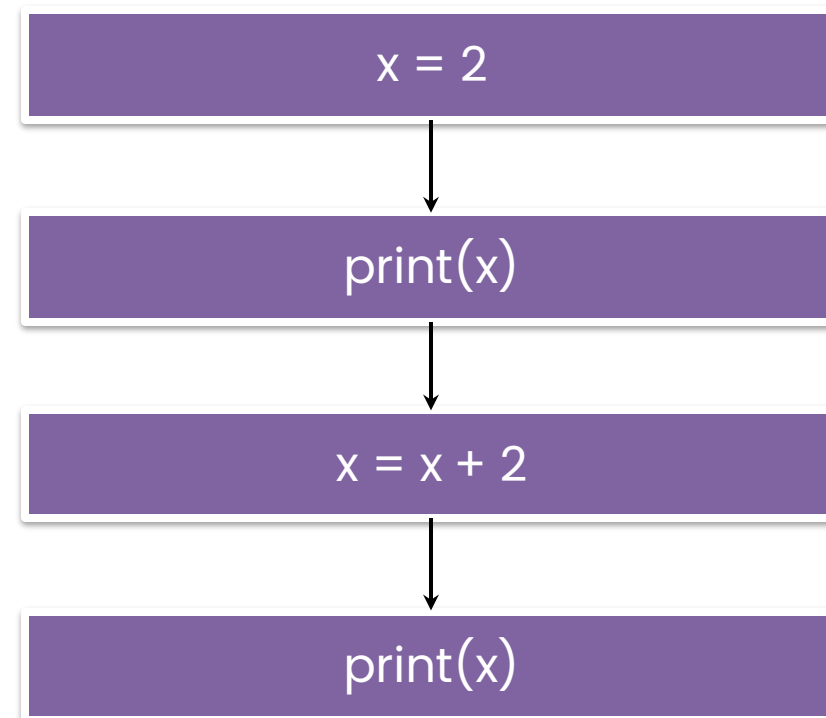 x = 2
print(x)
x = x + 2
print(x)